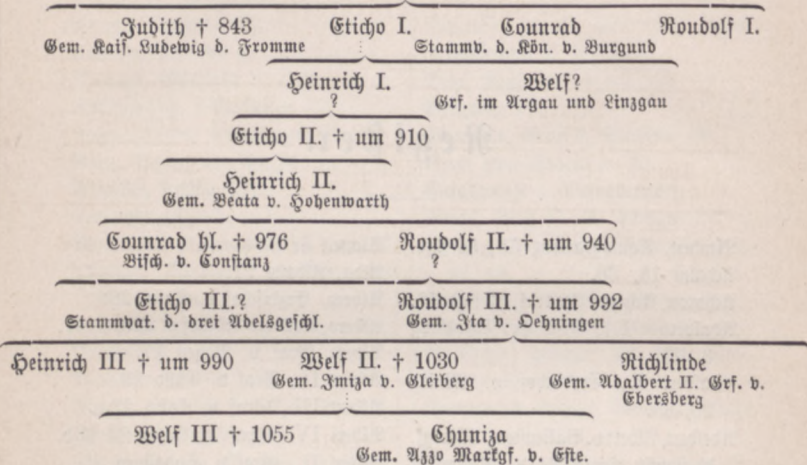 Judith † 843 Eticho I. Counrad Roudolf I.
Gem. Kais. Ludewig d. Fromme Stammv. d. Kön. v. Burgund
Heinrich I. Welf?
? Grf. im Argau und Linzgau
Eticho II. † um 910
Heinrich II.
Gem. Beata v. Hohenwarth
Counrad hl. † 976 Roudolf II. † um 940
Bisch. v. Constanz ?
Eticho III.? Roudolf III. † um 992
Stammvat. d. drei Adelsgeschl. Gem. Ita v. Oehningen
Heinrich III † um 990 Welf II. † 1030 Richlinde
Gem. Imiza v. Gleiberg Gem. Adalbert II. Grf. v.
Ebersberg
Welf III † 1055 Chuniza
Gem. Azzo Markgf. v. Este.